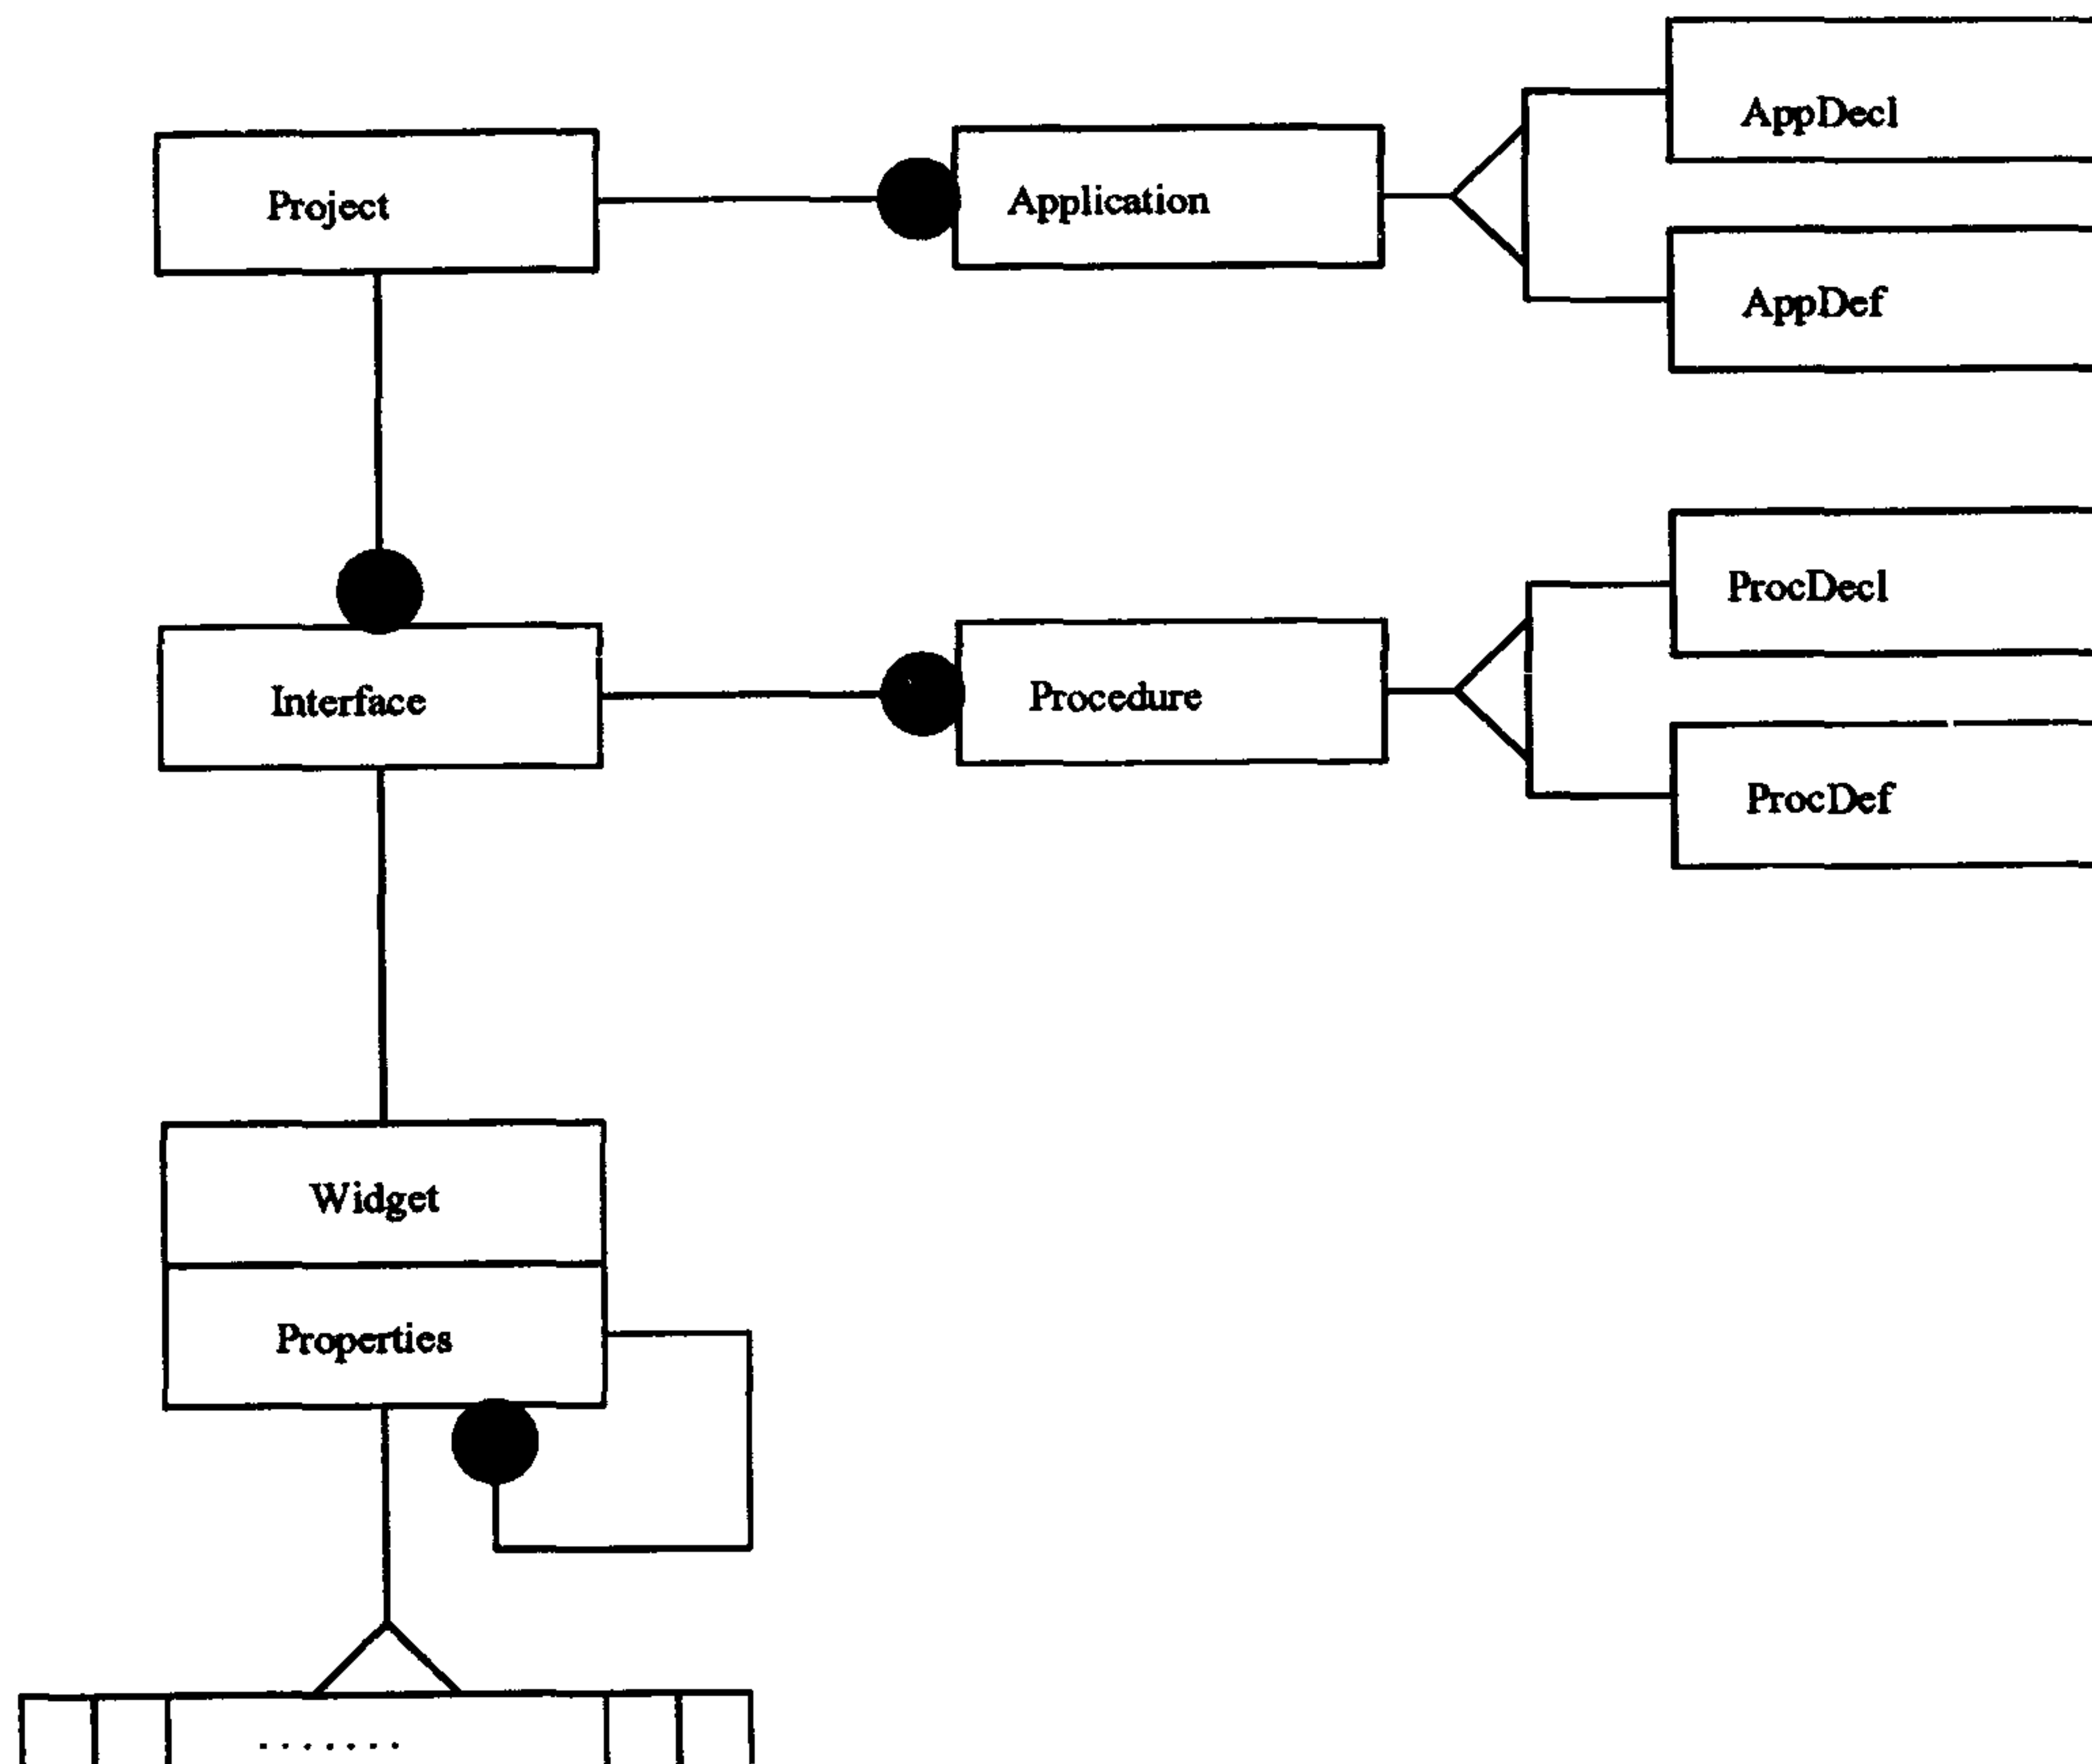 AppDecl
Project
Application
AppDef
ProcDecl
Interface
Procedure
ProcDef
Widget
Properties
.......